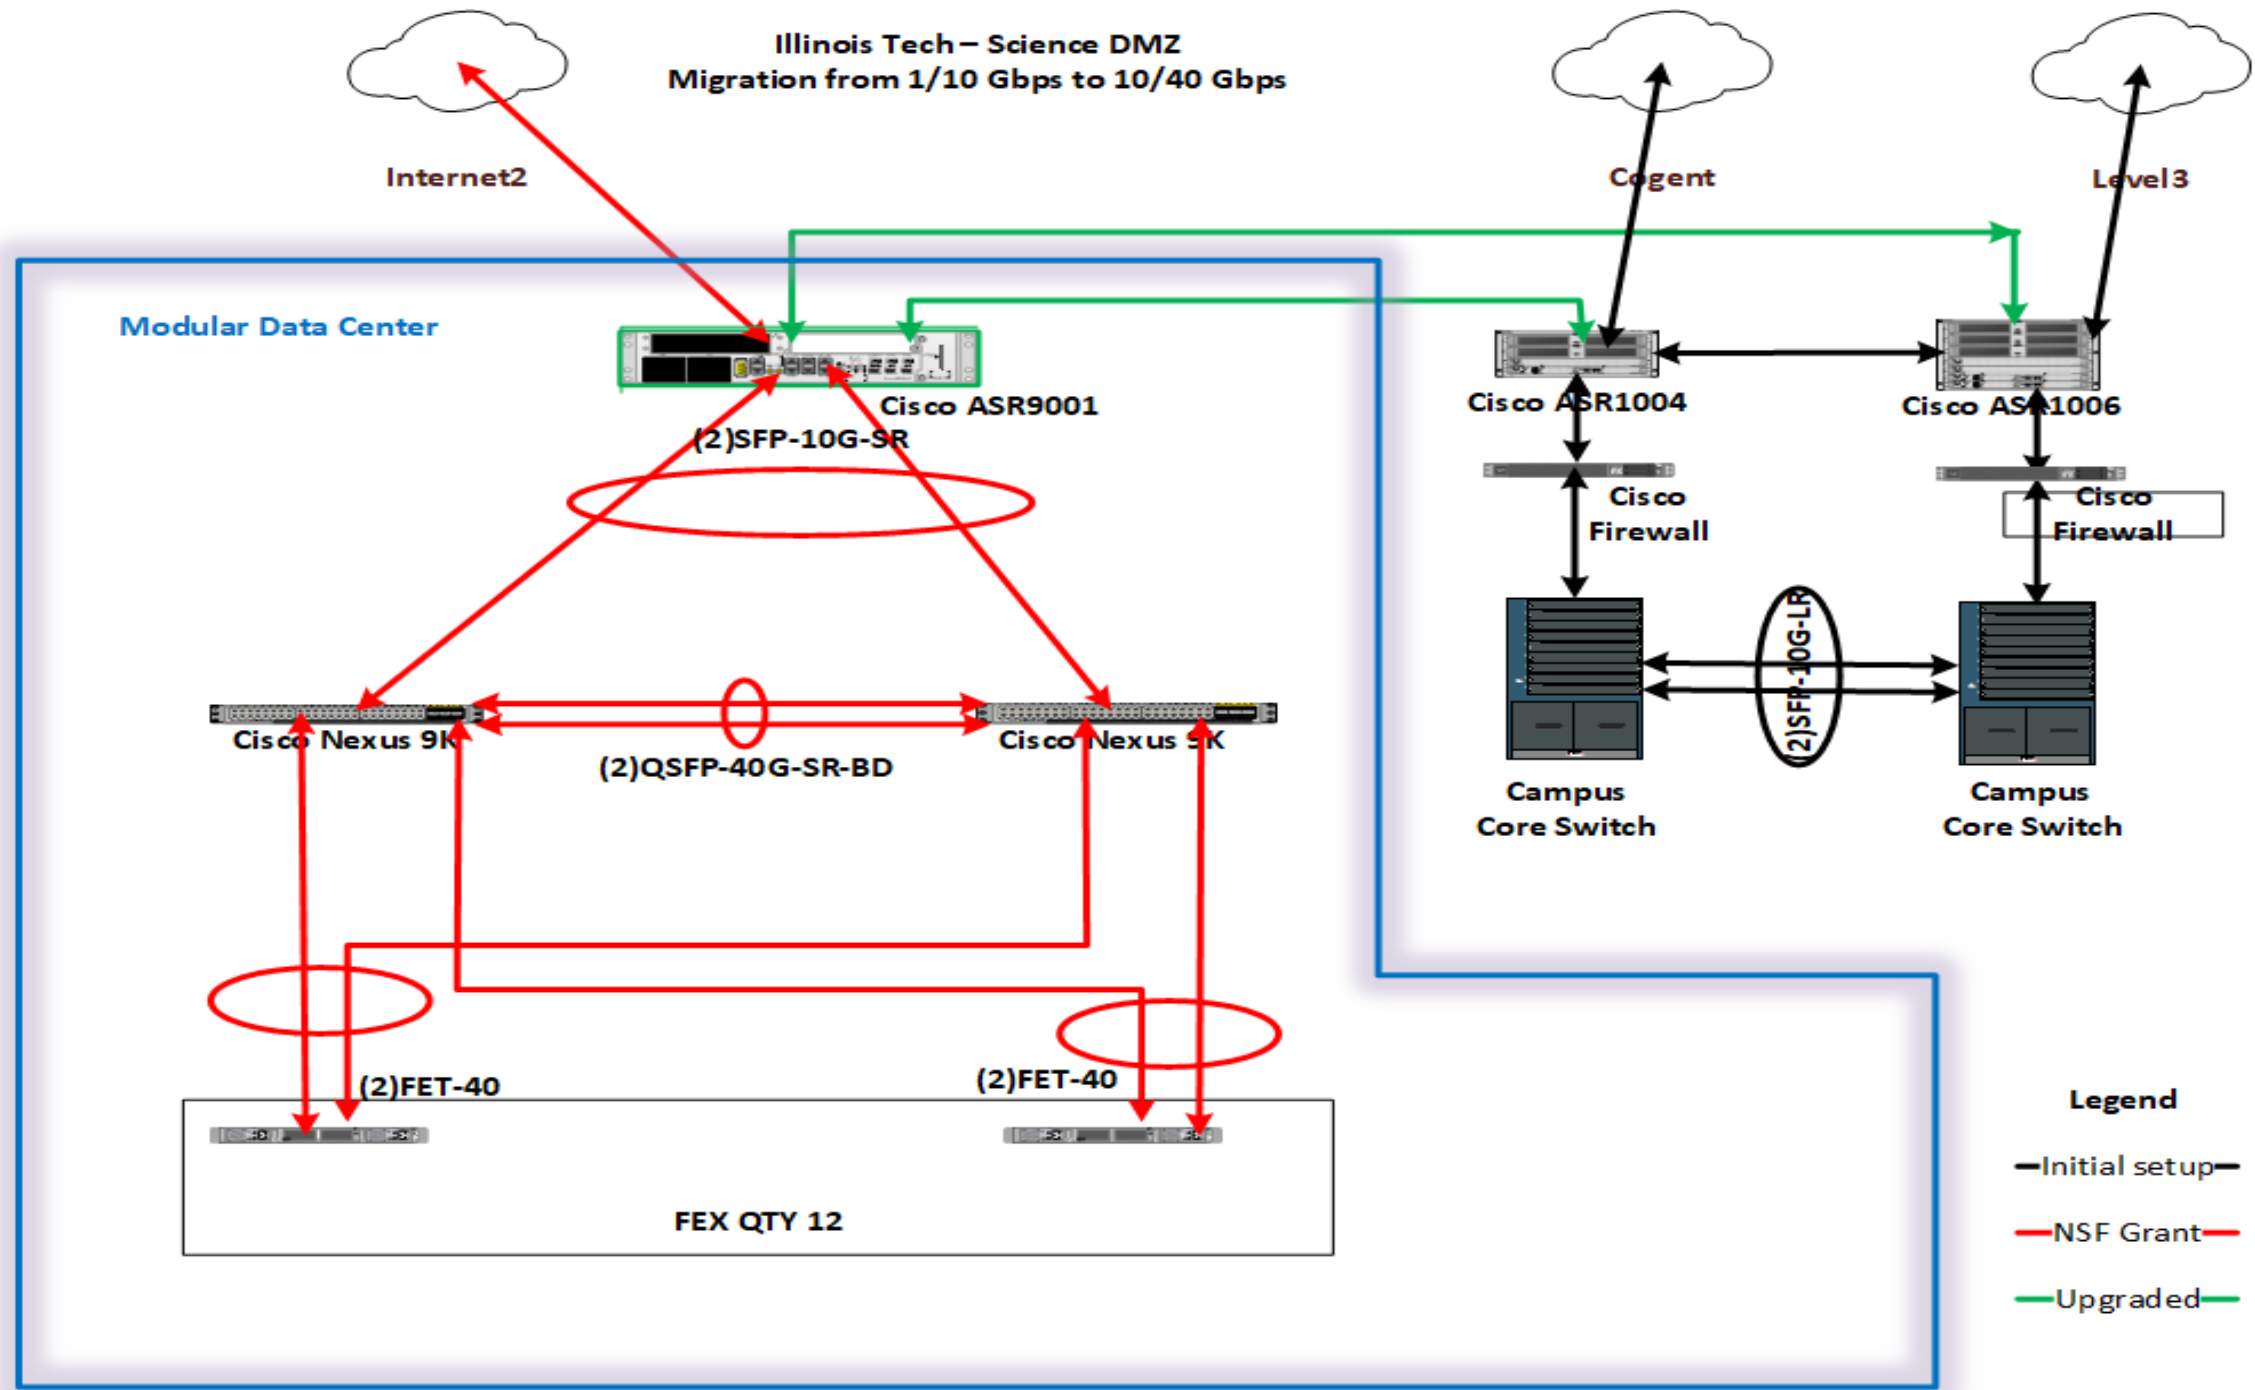 Illinois Tech – Science DMZ
Migration from 1/10 Gbps to 10/40 Gbps
Internet2
Cogent
Level3
Modular Data Center
Cisco ASR9001
Cisco ASR1004
Cisco ASR1006
(2)SFP-10G-SR
Cisco
Firewall
Cisco
Firewall
(2)SFP-10G-LR
Cisco Nexus 9K
Cisco Nexus 9K
(2)QSFP-40G-SR-BD
Campus
Core Switch
Campus
Core Switch
(2)FET-40
(2)FET-40
FEX QTY 12
Legend
Initial setup
NSF Grant
Upgraded